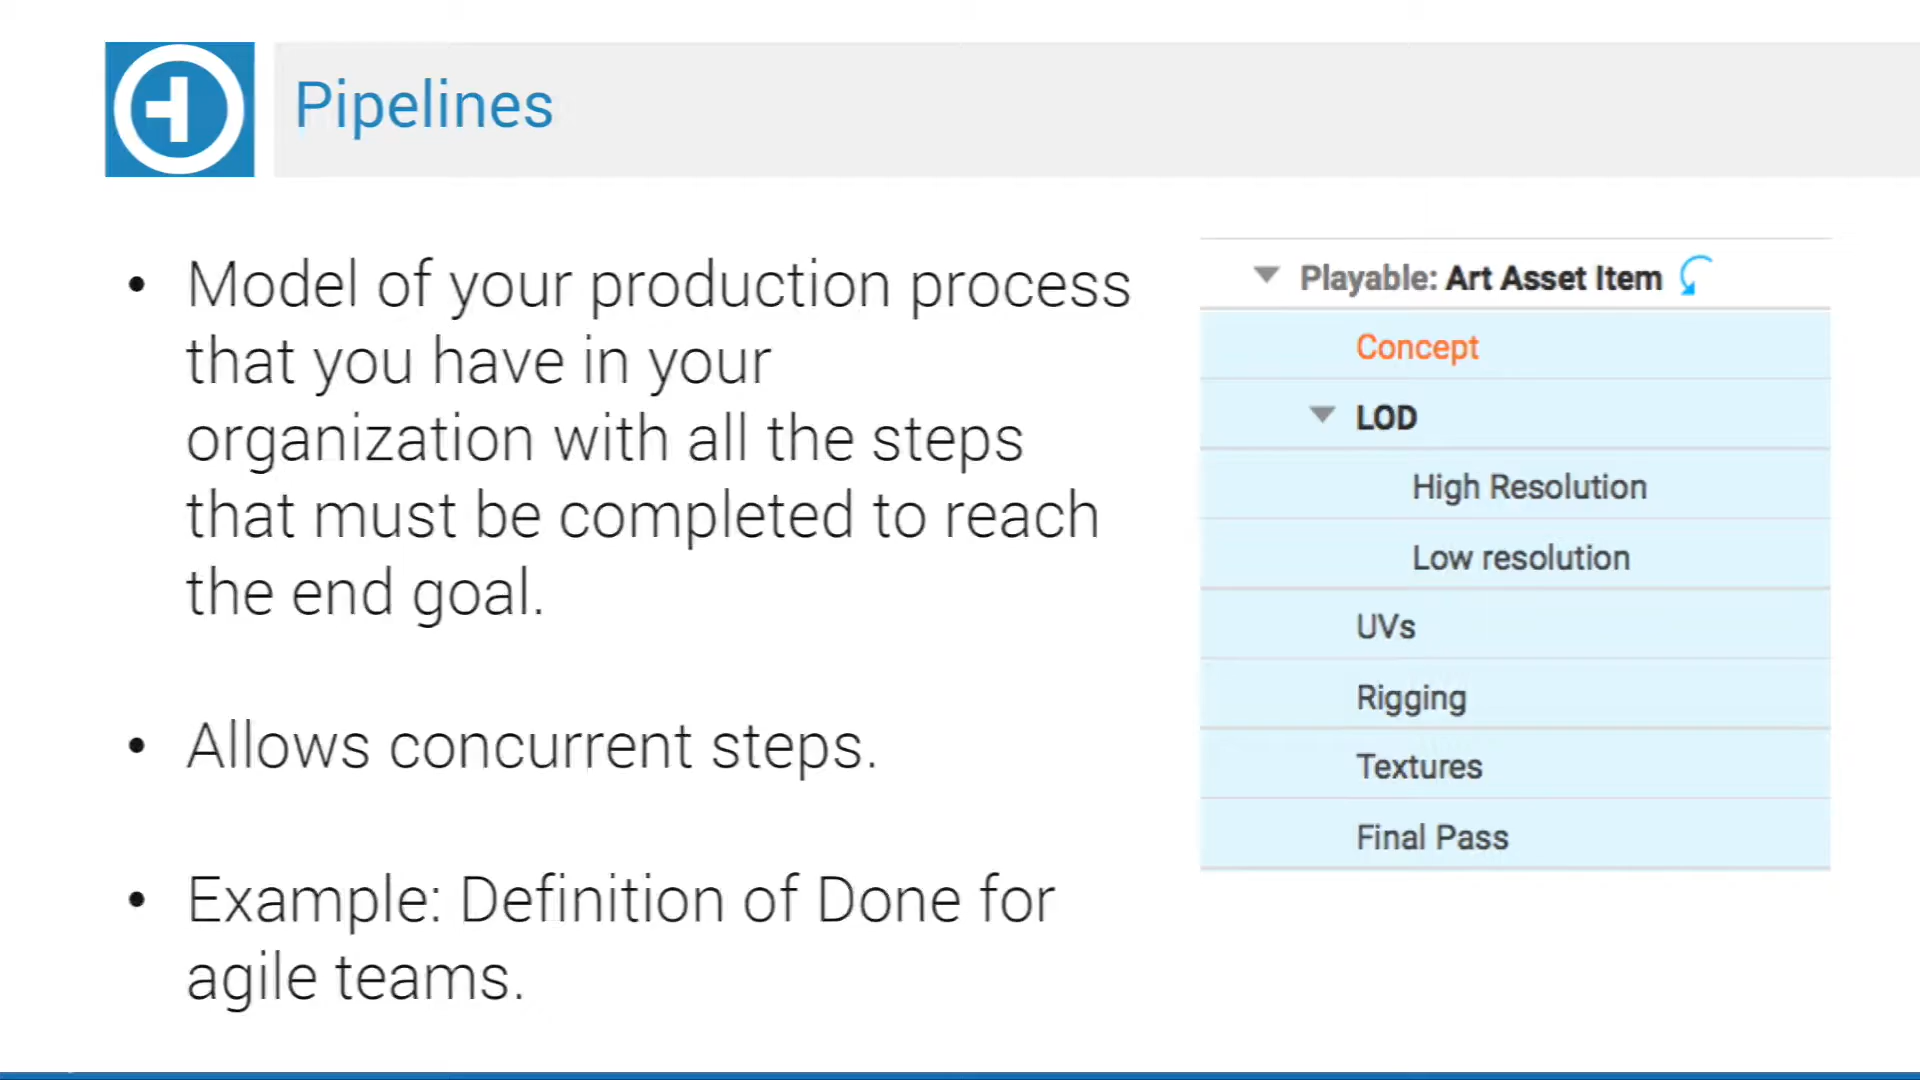 Pipelines
• Model of your production process
that you have in your
organization with all the steps
that must be completed to reach
the end goal.
• Allows concurrent steps.
• Example: Definition of Done for
agile teams.
Playable: Art Asset Item
Concept
LOD
High Resolution
Low resolution
UVs
Rigging
Textures
Final Pass